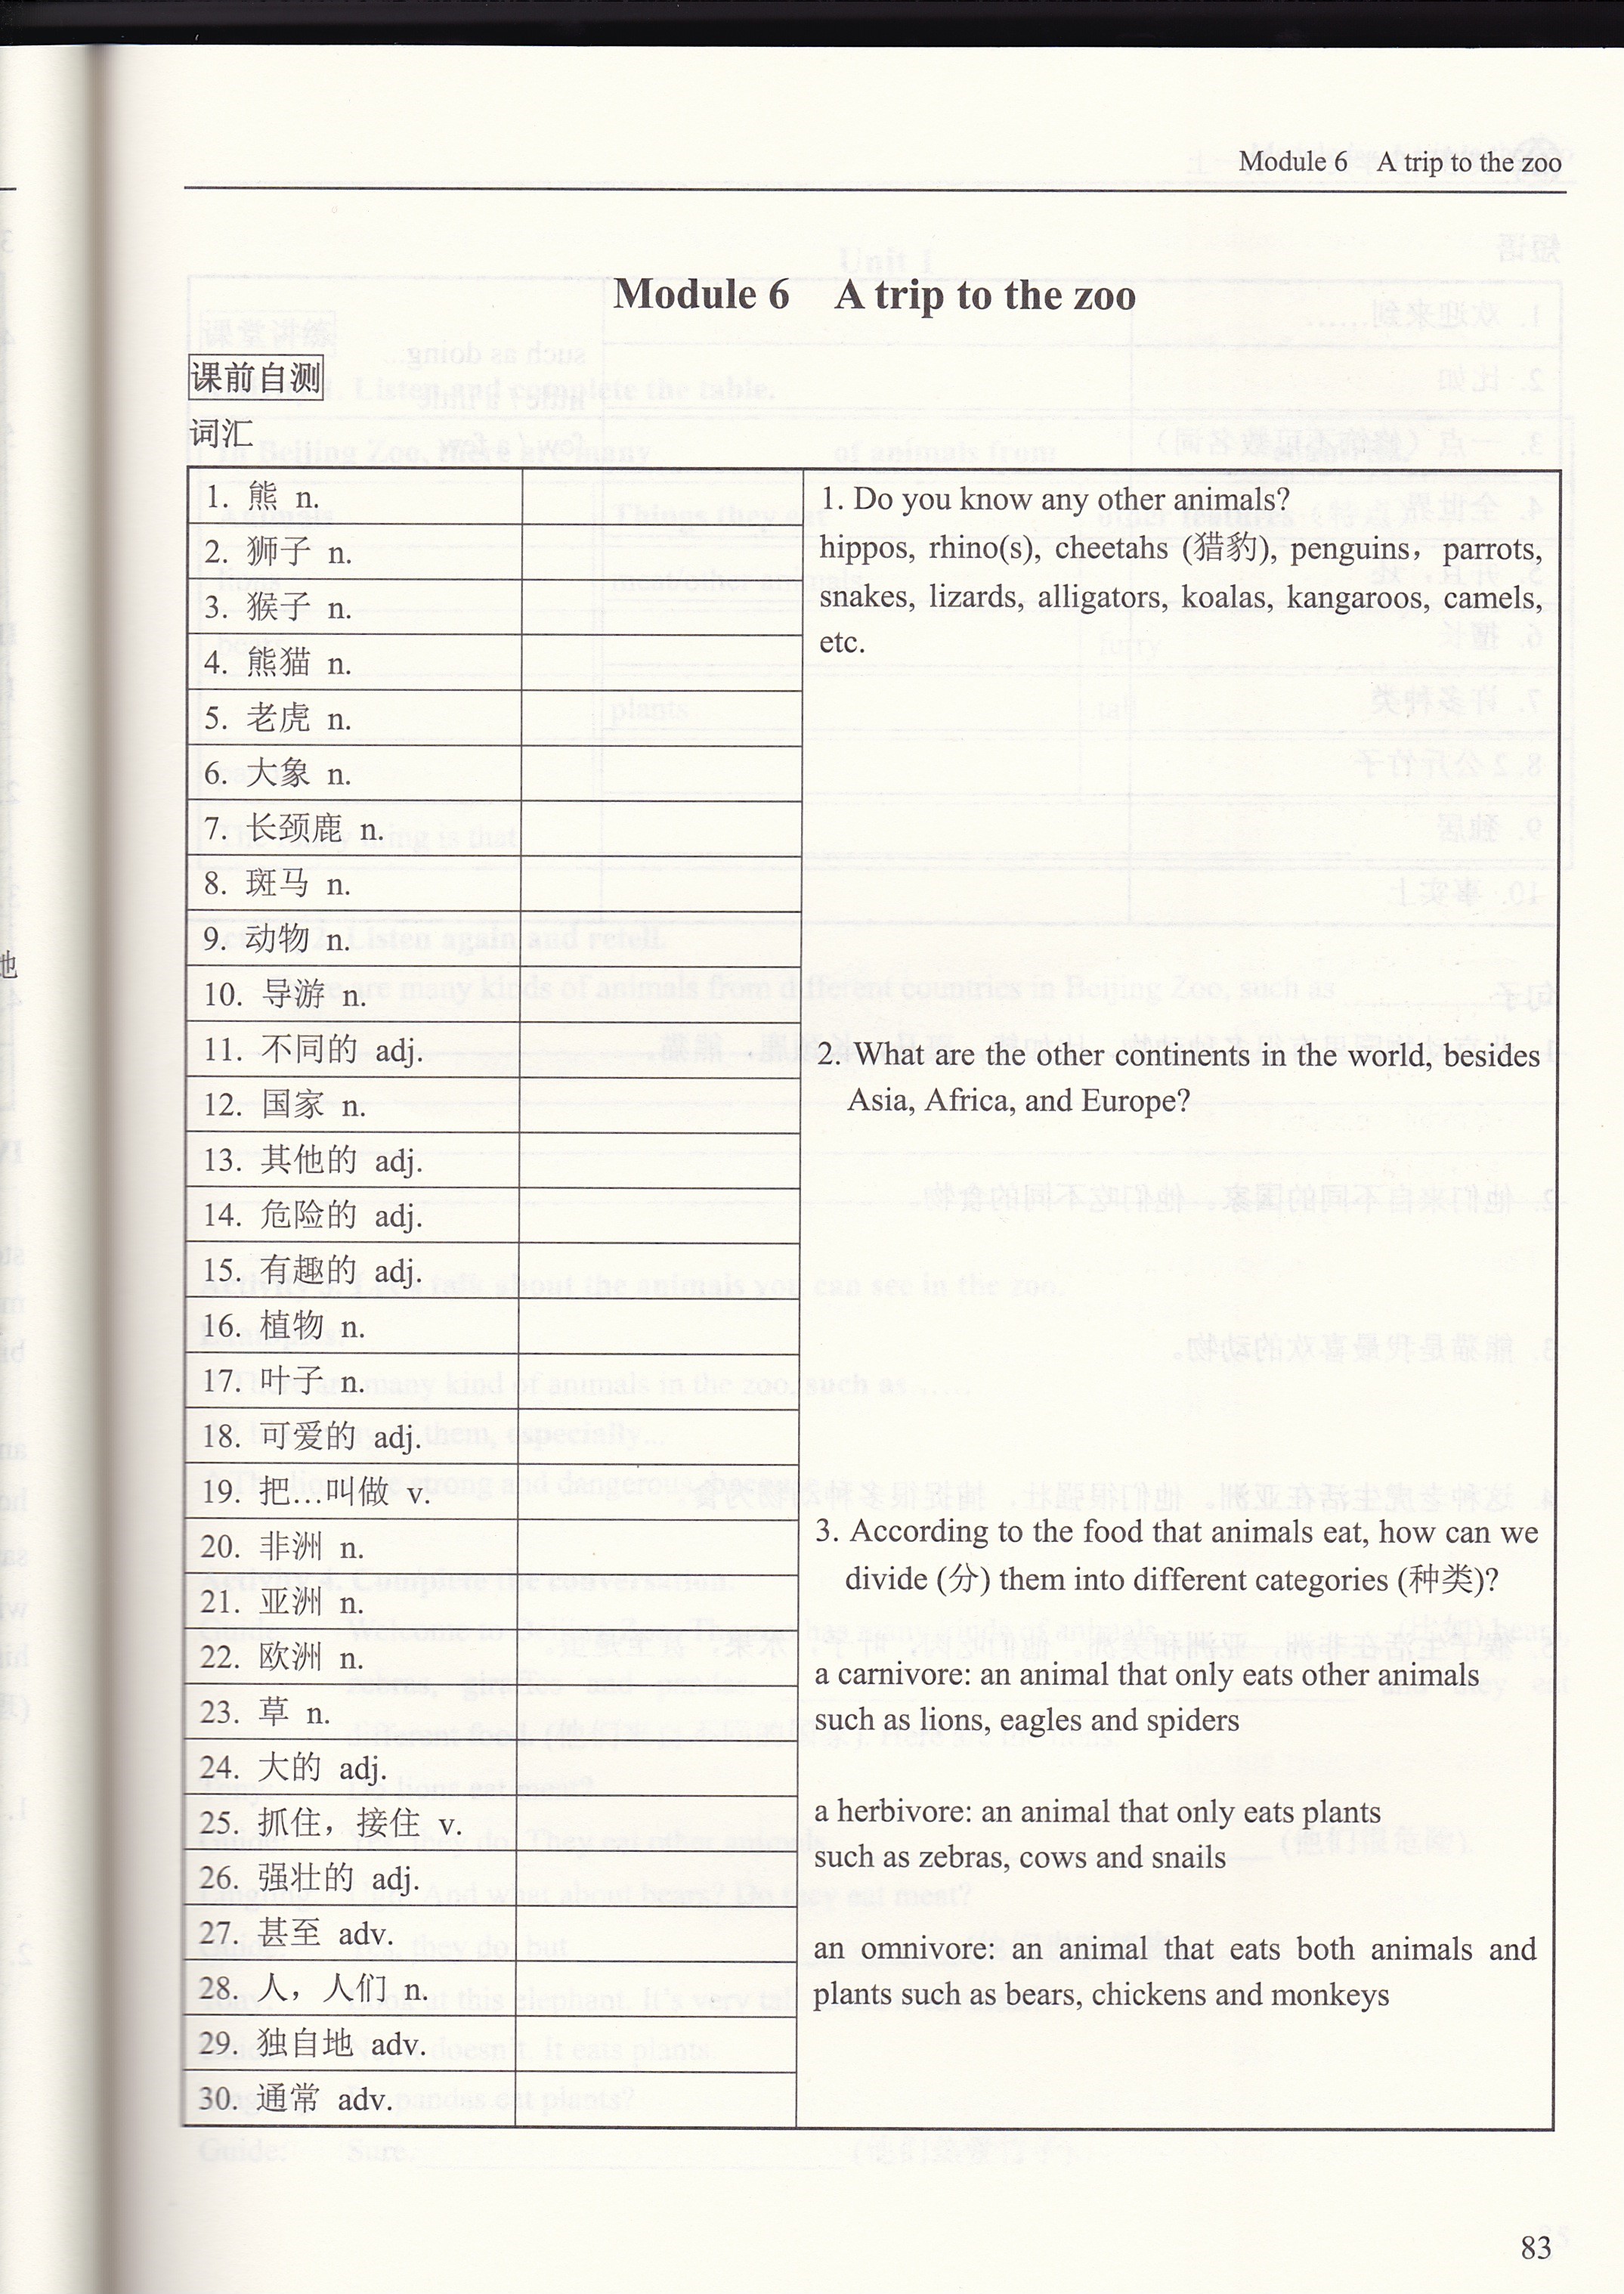 Module 6 A trip to the zoo
Module 6 A trip to the zoo
课前自测
词汇
1. 熊 n.
2. 狮子 n.
3. 猴子 n.
4. 熊猫 n.
5. 老虎 n.
6. 大象 n.
7. 长颈鹿 n.
8. 斑马 n.
9. 动物 n.
10. 导游 n.
11. 不同的 adj.
12. 国家 n.
13. 其他的 adj.
14. 危险的 adj.
15. 有趣的 adj.
16. 植物 n.
17. 叶子 n.
18. 可爱的 adj.
19. 把…叫做 v.
20. 非洲 n.
21. 亚洲 n.
22. 欧洲 n.
23. 草 n.
24. 大的 adj.
25. 抓住，接住 v.
26. 强壮的 adj.
27. 甚至 adv.
28. 人，人们 n.
29. 独自地 adv.
30. 通常 adv.
1. Do you know any other animals?
hippos, rhino(s), cheetahs (猎豹), penguins，parrots,
snakes, lizards, alligators, koalas, kangaroos, camels,
etc.
2. What are the other continents in the world, besides
Asia, Africa, and Europe?
3. According to the food that animals eat, how can we
divide (分) them into different categories (种类)?
a carnivore: an animal that only eats other animals
such as lions, eagles and spiders
a herbivore: an animal that only eats plants
such as zebras, cows and snails
an omnivore: an animal that eats both animals and
plants such as bears, chickens and monkeys
83